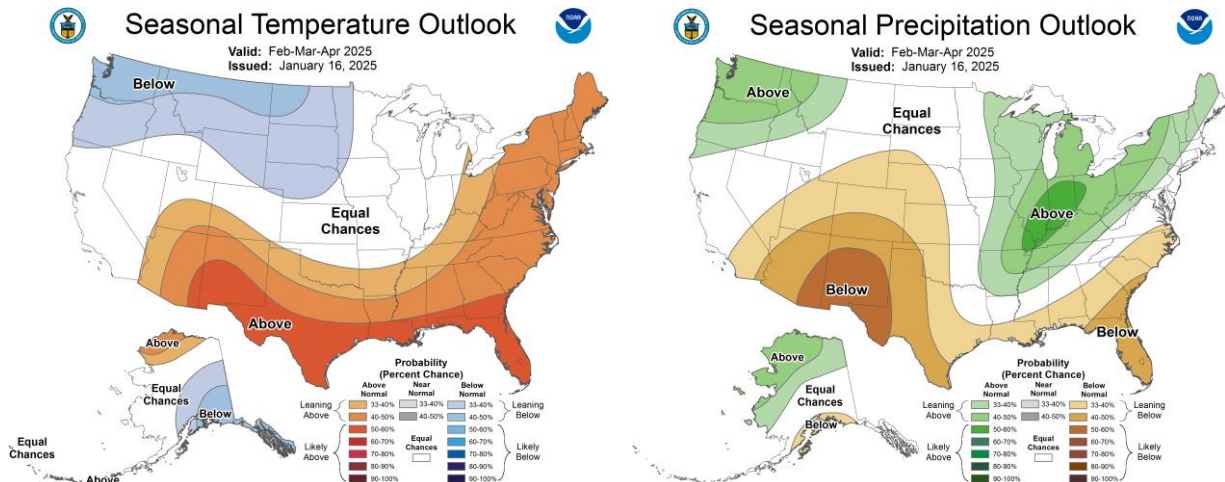 Seasonal Temperature Outlook
Valid: Feb-Mar-Apr 2025
Issued: January 16, 2025
NOAA
Below
Equal
Chances
Above
Above
Equal
Chances
Below
Equal
Chances
Above
Probability
(Percent Chance)
Above
Normal
Near
Normal
Below
Normal
Leaning
Above
33-40%
33-40%
33-40%
Leaning
Below
40-50%
40-50%
40-50%
Likely
Above
50-60%
50-60%
Likely
Below
60-70%
Equal
Chances
60-70%
70-80%
70-80%
80-90%
80-90%
90-100%
90-100%
Seasonal Precipitation Outlook
Valid: Feb-Mar-Apr 2025
Issued: January 16, 2025
NOAA
Above
Equal
Chances
Above
Below
Below
Above
Equal
Chances
Below
Probability
(Percent Chance)
Above
Normal
Near
Normal
Below
Normal
Leaning
Above
33-40%
33-40%
33-40%
Leaning
Below
40-50%
40-50%
40-50%
Likely
Above
50-60%
50-60%
Likely
Below
60-70%
Equal
Chances
60-70%
70-80%
70-80%
80-90%
80-90%
90-100%
90-100%